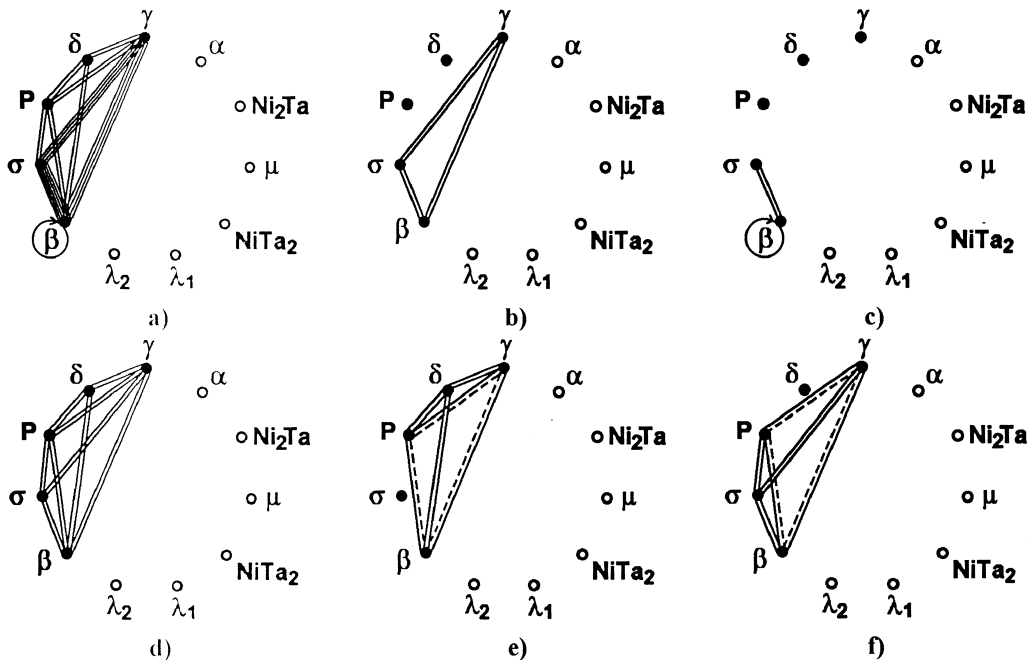 γ γ γ
δ α δ α δ α
P Ni₂Ta P Ni₂Ta P Ni₂Ta
σ μ σ μ σ μ
β NiTa₂ β NiTa₂ β NiTa₂
λ₂ λ₁ λ₂ λ₁ λ₂ λ₁
a) b) c)
γ γ γ
δ α δ α δ α
P Ni₂Ta P Ni₂Ta P Ni₂Ta
σ μ σ μ σ μ
β NiTa₂ β NiTa₂ β NiTa₂
λ₂ λ₁ λ₂ λ₁ λ₂ λ₁
d) e) f)